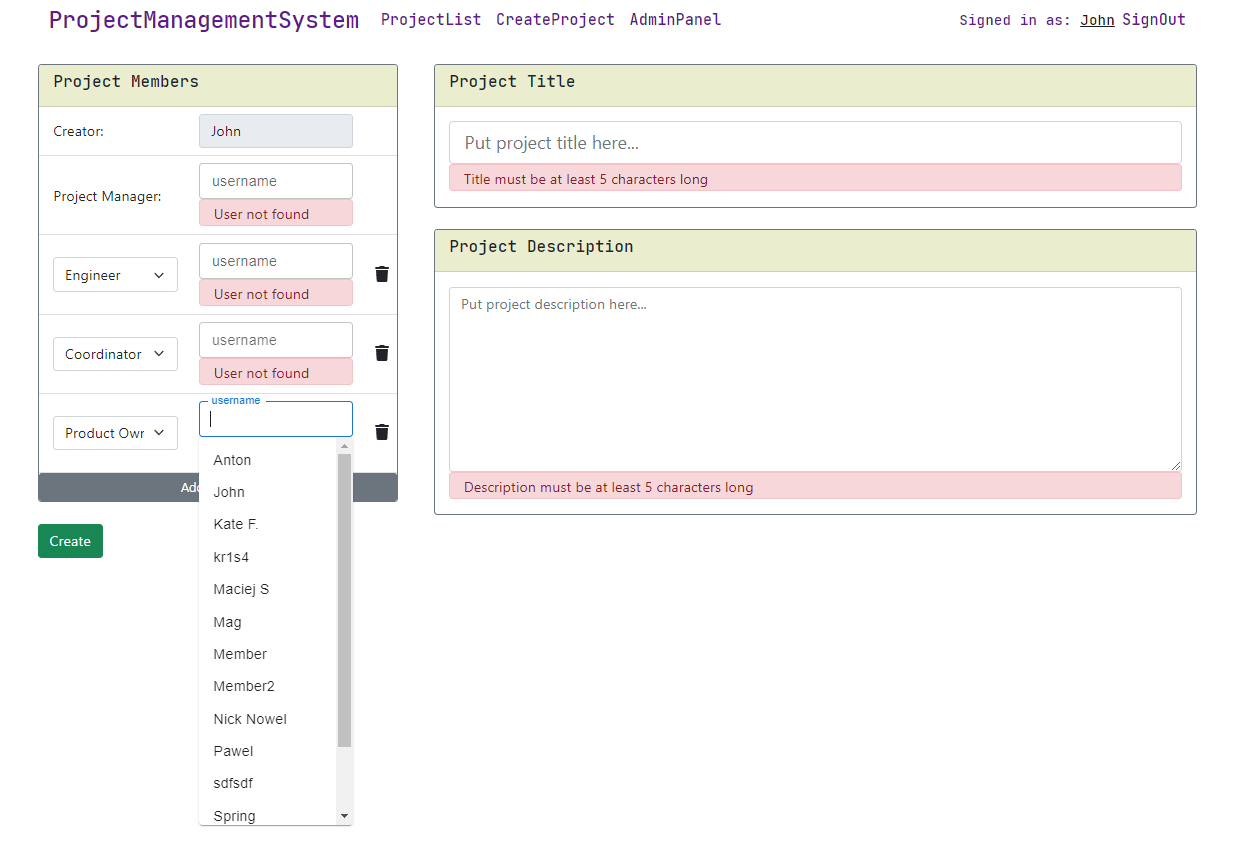 ProjectManagementSystem ProjectList CreateProject AdminPanel Signed in as: John SignOut
Project Members
Creator: John
Project Manager: username
User not found
Engineer username
User not found
Coordinator username
User not found
username
Product Owr
Anton
John
Kate F.
kr1s4
Maciej S
Mag
Member
Member2
Nick Nowel
Pawel
sdfsdf
Spring
Create
Project Title
Put project title here...
Title must be at least 5 characters long
Project Description
Put project description here...
Description must be at least 5 characters long